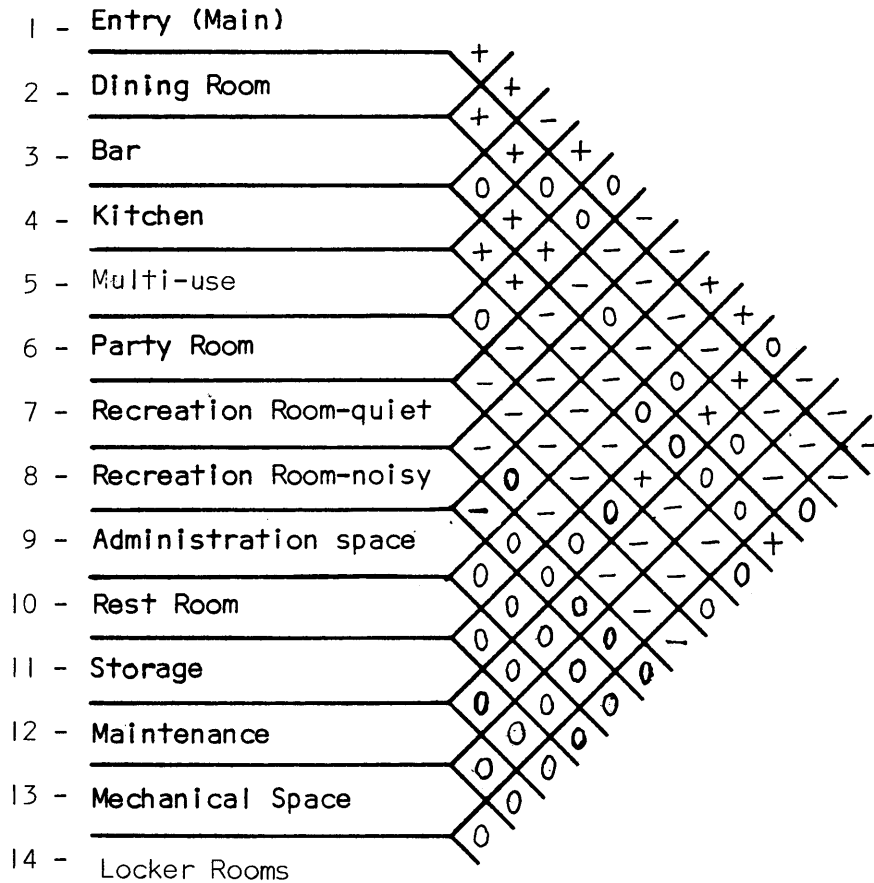 1 - Entry (Main)
2 - Dining Room
3 - Bar
4 - Kitchen
5 - Multi-use
6 - Party Room
7 - Recreation Room-quiet
8 - Recreation Room-noisy
9 - Administration space
10 - Rest Room
11 - Storage
12 - Maintenance
13 - Mechanical Space
14 - Locker Rooms